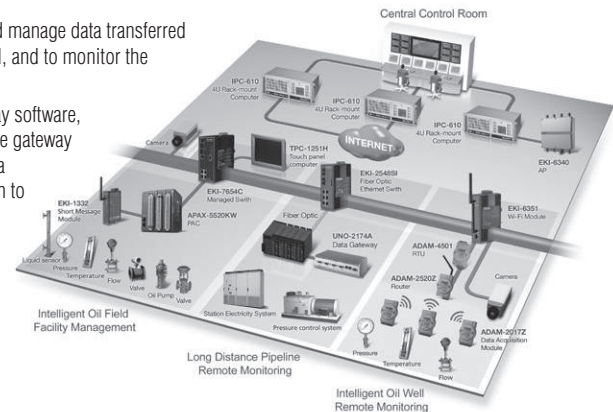 d manage data transferred
l, and to monitor the
ay software,
e gateway
a
n to
Central Control Room
IPC-610
4U Rack-mount
Computer
IPC-610
4U Rack-mount
Computer
IPC-610
4U Rack-mount
Computer
INTERNET
EKI-6340
AP
Camera
TPC-1251H
Touch panel
computer
EKI-7654C
Managed Swith
EKI-2548SI
Fiber Optic
Ethernet Swith
EKI-6351
Wi-Fi Module
EKI-1332
Short Message
Module
APAX-5520KW
PAC
Fiber Optic
UNO-2174A
Data Gateway
ADAM-4501
RTU
ADAM-2520Z
Router
Camera
ADAM-2017Z
Data Acquisition
Module
Liquid sensor
Pressure
Temperature
Flow
Valve
Oil Pump
Valve
Station Electricity System
Pressure control system
Pressure
Temperature
Flow
Intelligent Oil Field
Facility Management
Long Distance Pipeline
Remote Monitoring
Intelligent Oil Well
Remote Monitoring